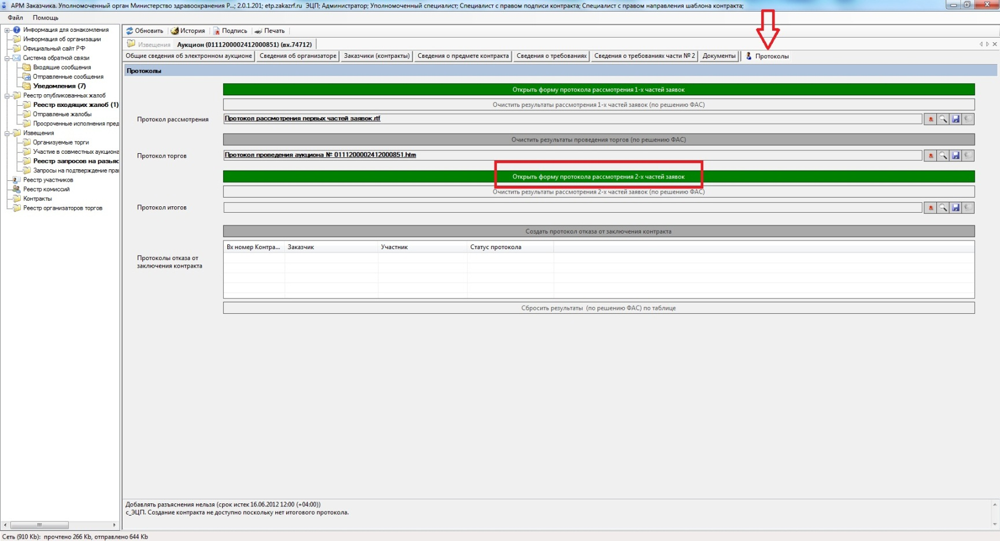 АРМ Заказчика. Уполномоченный орган Министерство здравоохранения Р...; 2.0.1.201; etp.zakazrf.ru ЭЦП; Администратор; Уполномоченный специалист; Специалист с правом подписи контракта; Специалист с правом направления шаблона контракта;
Файл Помощь
Информация для ознакомления
Информация об организации
Официальный сайт РФ
Система обратной связи
Входящие сообщения
Отправленные сообщения
Уведомления (7)
Реестр опубликованных жалоб
Реестр входящих жалоб (1)
Отправленые жалобы
Просроченные исполнения пред
Извещения
Организуемые торги
Участие в совместных аукциона
Реестр запросов на разъяс
Запросы на подтверждение пра
Реестр участников
Реестр комиссий
Контракты
Реестр организаторов торгов
Обновить История Подпись Печать
Извещения Аукцион (0111200002412000851) (вх.74712)
Общие сведения об электронном аукционе Сведения об организаторе Заказчики (контракты) Сведения о предмете контракта Сведения о требованиях Сведения о требованиях части № 2 Документы Протоколы
Протоколы
Открыть форму протокола рассмотрения 1-х частей заявок
Очистить результаты рассмотрения 1-х частей заявок (по решению ФАС)
Протокол рассмотрения Протокол рассмотрения первых частей заявок.rtf
Очистить результаты проведения торгов (по решению ФАС)
Протокол торгов Протокол проведения аукциона № 0111200002412000851.htm
Открыть форму протокола рассмотрения 2-х частей заявок
Очистить результаты рассмотрения 2-х частей заявок (по решению ФАС)
Протокол итогов
Создать протокол отказа от заключения контракта
Вх номер Контра... Заказчик Участник Статус протокола
Протоколы отказа от
заключения контракта
Сбросить результаты (по решению ФАС) по таблице
Добавлять разъяснения нельзя (срок истек 16.06.2012 12:00 (+04:00))
с_ЭЦП. Создание контракта не доступно поскольку нет итогового протокола.
Сеть (910 Kb): прочтено 266 Kb, отправлено 644 Kb